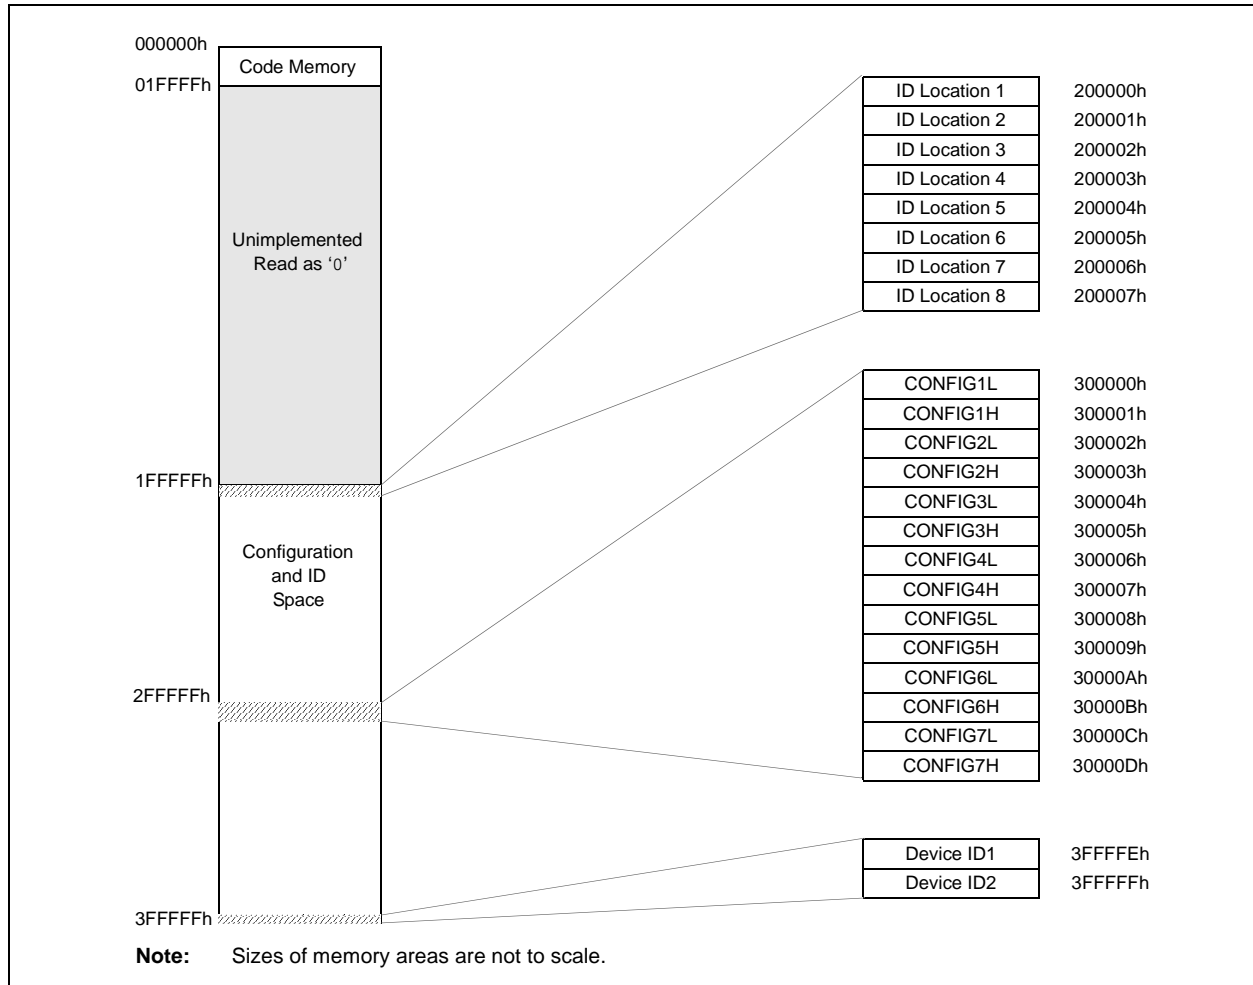 000000h
Code Memory
01FFFFh
Unimplemented
Read as ‘0’
1FFFFFh
Configuration
and ID
Space
2FFFFFh
3FFFFFh
ID Location 1 200000h
ID Location 2 200001h
ID Location 3 200002h
ID Location 4 200003h
ID Location 5 200004h
ID Location 6 200005h
ID Location 7 200006h
ID Location 8 200007h
CONFIG1L 300000h
CONFIG1H 300001h
CONFIG2L 300002h
CONFIG2H 300003h
CONFIG3L 300004h
CONFIG3H 300005h
CONFIG4L 300006h
CONFIG4H 300007h
CONFIG5L 300008h
CONFIG5H 300009h
CONFIG6L 30000Ah
CONFIG6H 30000Bh
CONFIG7L 30000Ch
CONFIG7H 30000Dh
Device ID1 3FFFFEh
Device ID2 3FFFFFh
Note: Sizes of memory areas are not to scale.